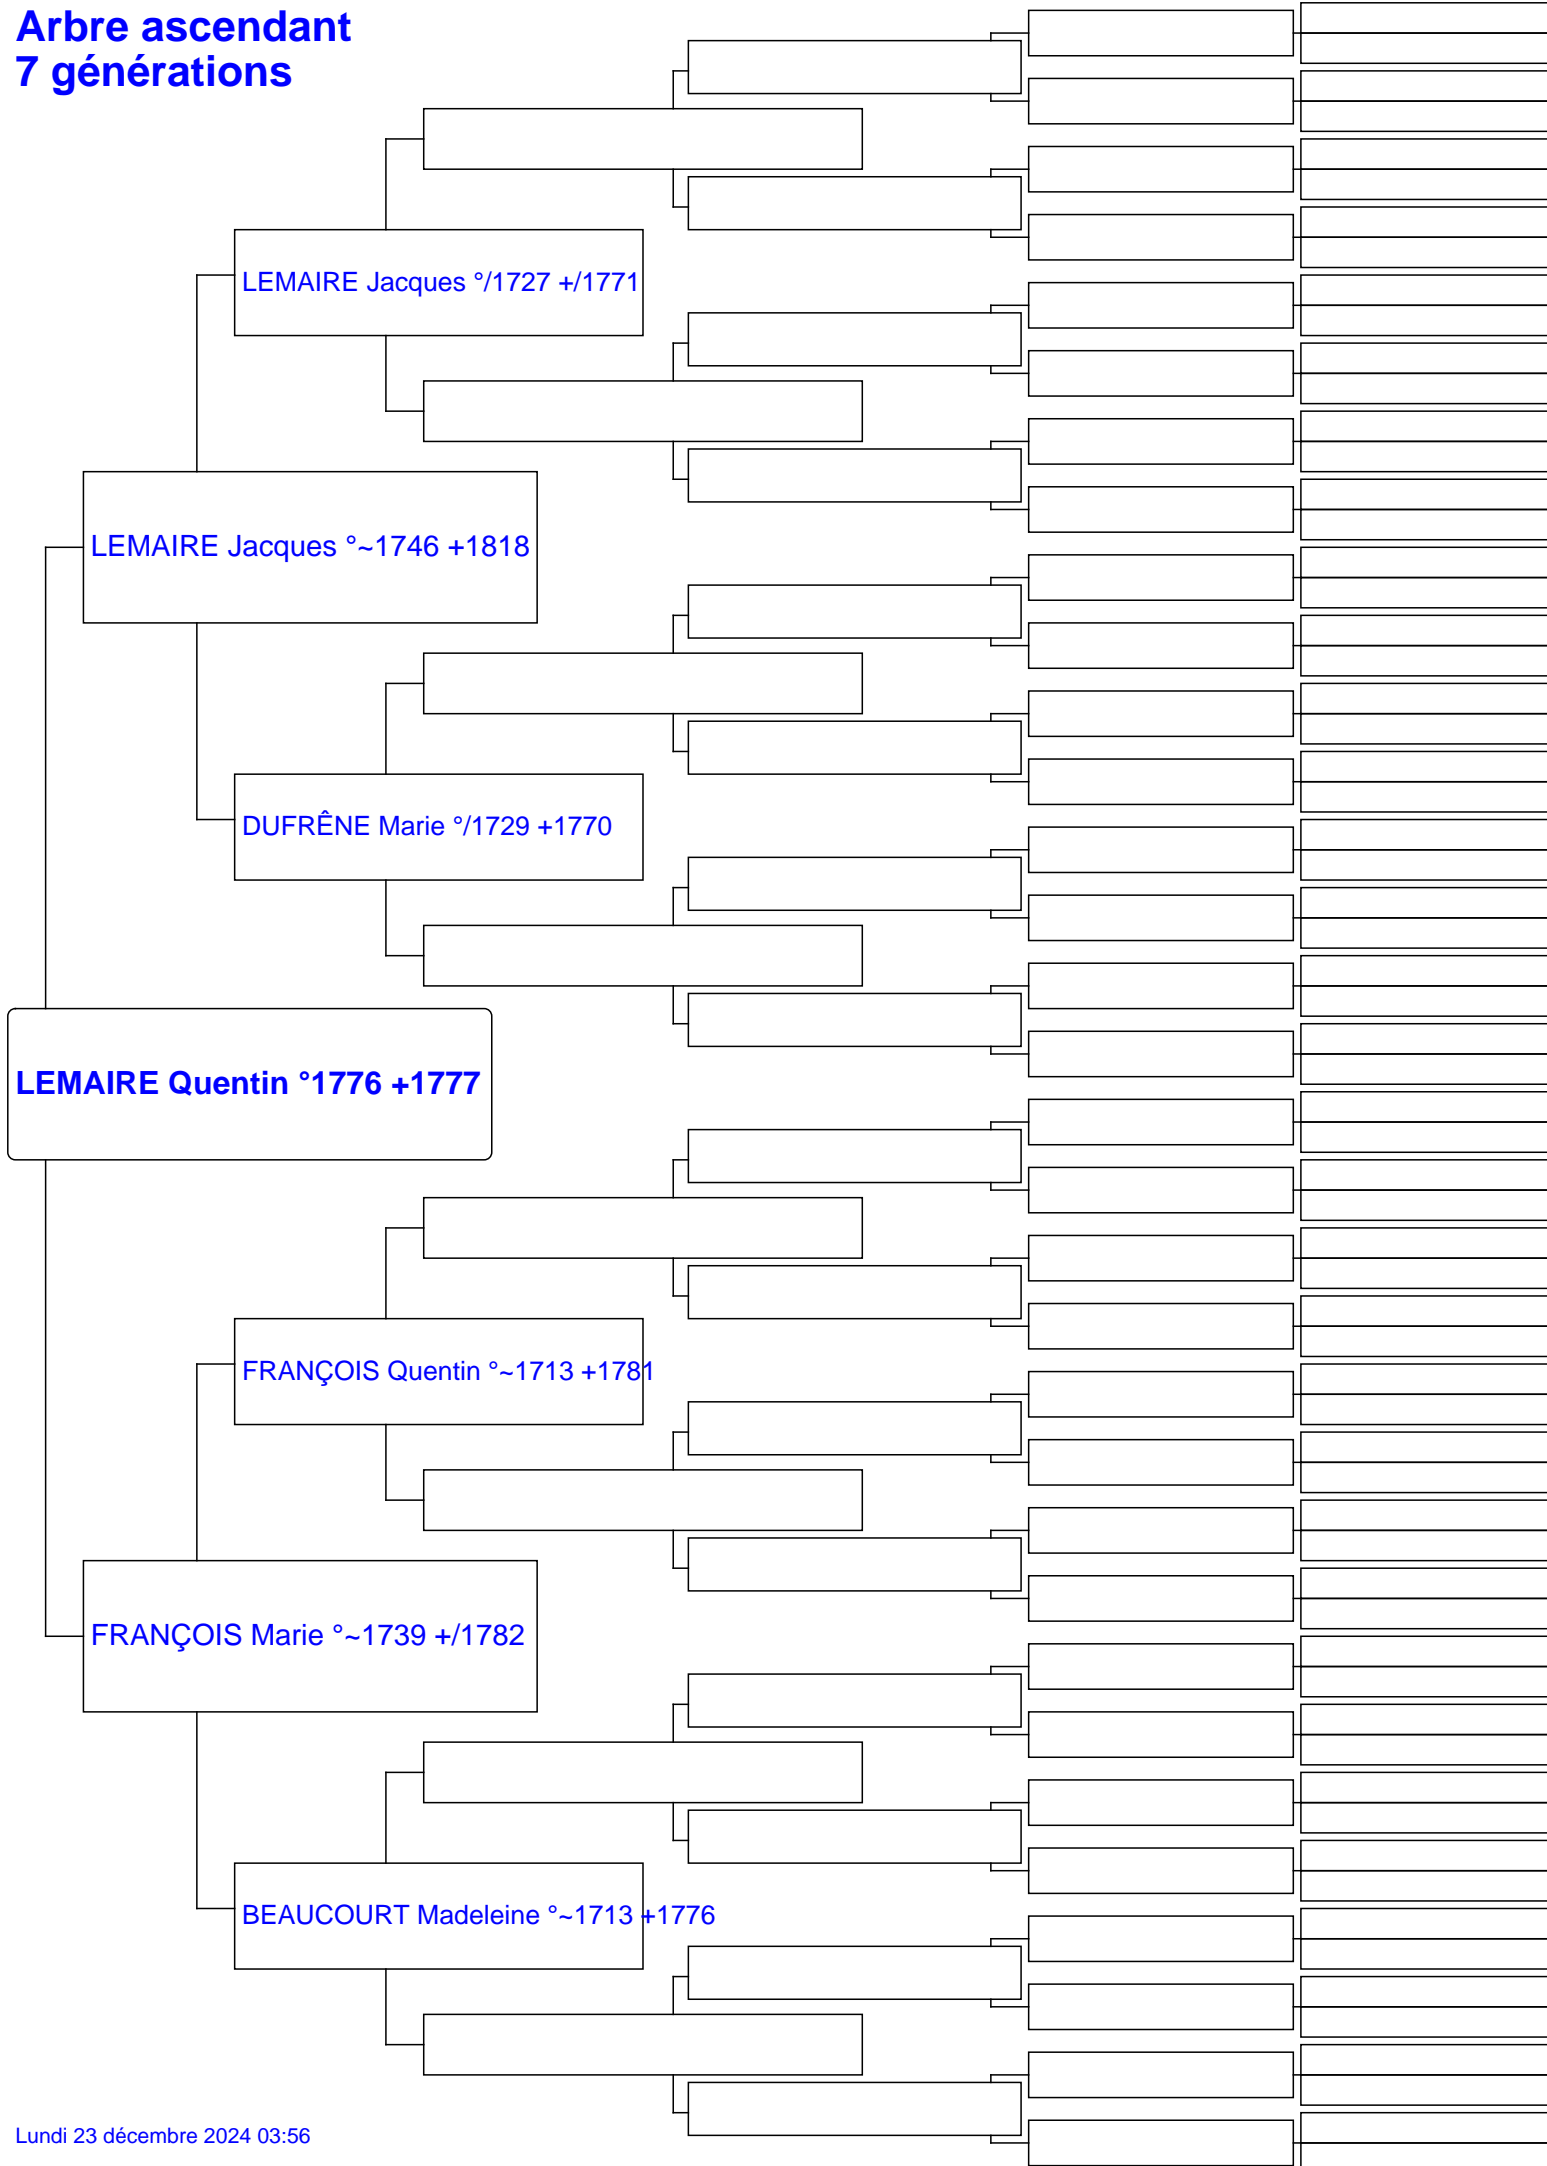 Arbre ascendant
7 générations
LEMAIRE Jacques °/1727 +/1771
LEMAIRE Jacques °~1746 +1818
DUFRÊNE Marie °/1729 +1770
LEMAIRE Quentin °1776 +1777
FRANÇOIS Quentin °~1713 +1781
FRANÇOIS Marie °~1739 +/1782
BEAUCOURT Madeleine °~1713 +1776
Lundi 23 décembre 2024 03:56